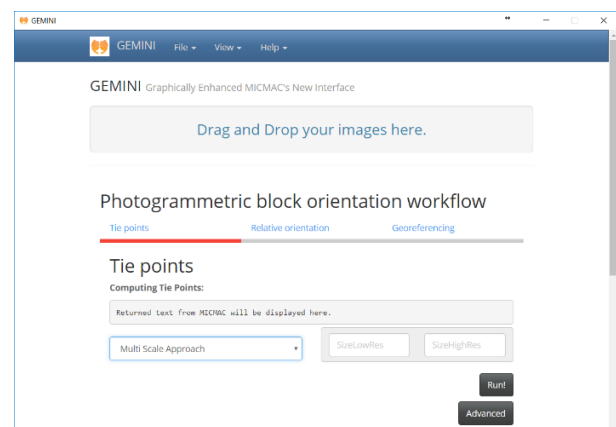 GEMINI
GEMINI File View Help
GEMINI Graphically Enhanced MICMAC's New Interface
Drag and Drop your images here.
Photogrammetric block orientation workflow
Tie points Relative orientation Georeferencing
Tie points
Computing Tie Points:
Returned text from MICMAC will be displayed here.
Multi Scale Approach SizeLowRes SizeHighRes
Run!
Advanced